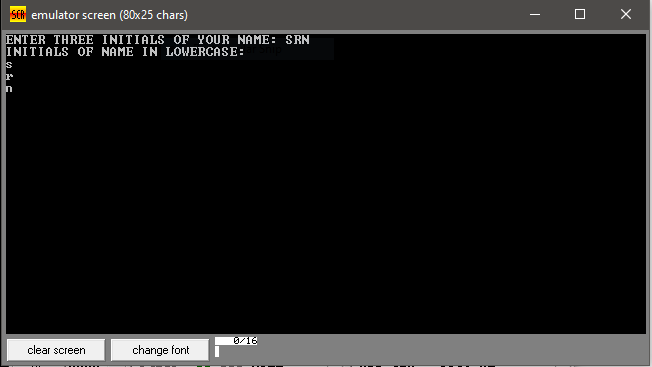 SCR emulator screen (80x25 chars)
ENTER THREE INITIALS OF YOUR NAME: SRN
INITIALS OF NAME IN LOWERCASE:
s
r
n
clear screen change font 0/16